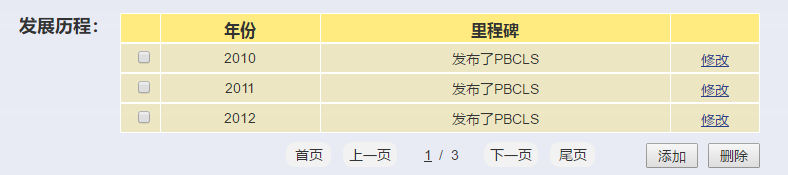 发展历程：
年份 里程碑
2010 发布了PBCLS 修改
2011 发布了PBCLS 修改
2012 发布了PBCLS 修改
首页 上一页 1 / 3 下一页 尾页 添加 删除